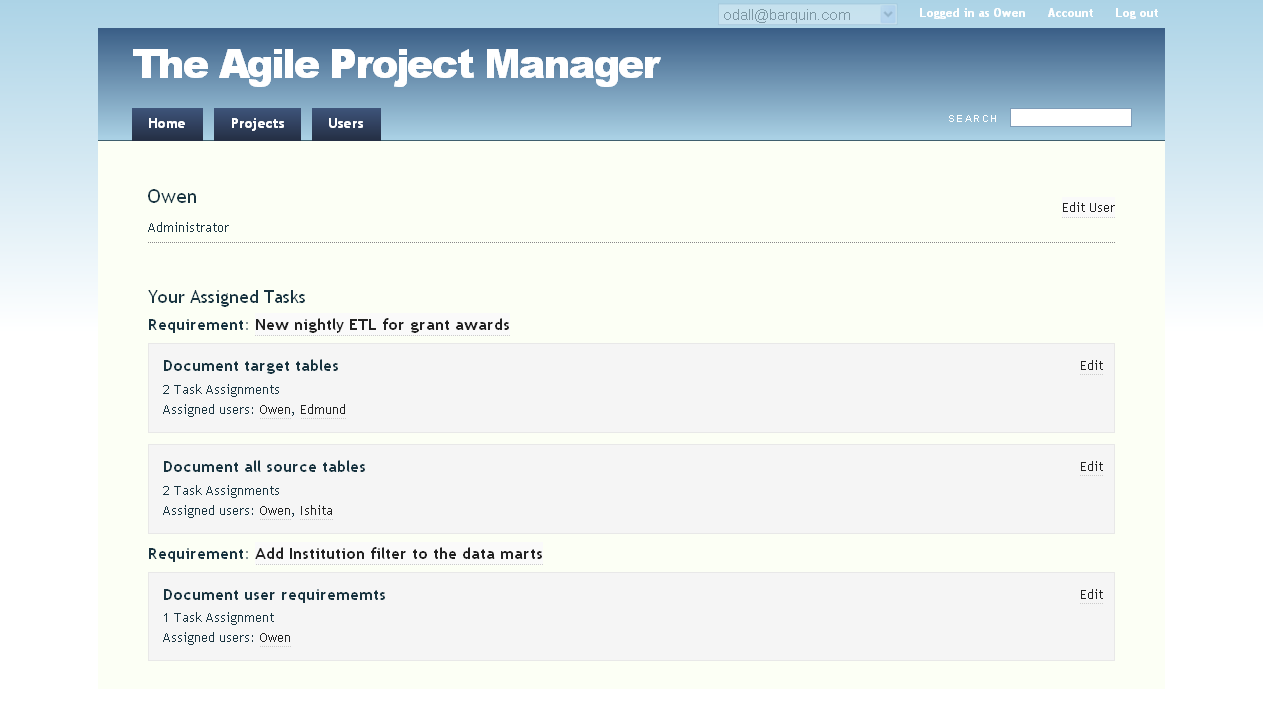 odall@barquin.com Logged in as Owen Account Log out
The Agile Project Manager
Home Projects Users SEARCH
Owen
Edit User
Administrator
Your Assigned Tasks
Requirement: New nightly ETL for grant awards
Document target tables Edit
2 Task Assignments
Assigned users: Owen, Edmund
Document all source tables Edit
2 Task Assignments
Assigned users: Owen, Ishita
Requirement: Add Institution filter to the data marts
Document user requirememts Edit
1 Task Assignment
Assigned users: Owen